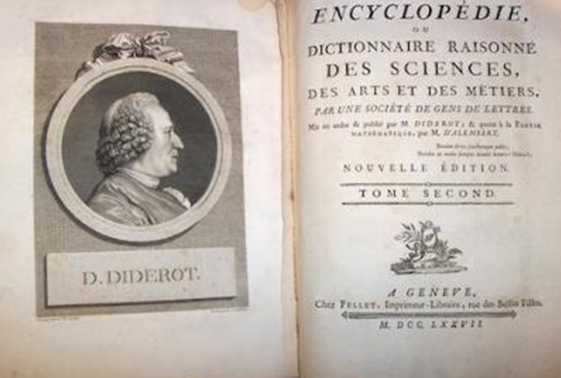 D. DIDEROT.
ENCYCLOPÉDIE,
OU
DICTIONNAIRE RAISONNÉ
DES SCIENCES,
DES ARTS ET DES MÉTIERS,
PAR UNE SOCIÉTÉ DE GENS DE LETTRES.
Mis en ordre & publié par M. DIDEROT; & quant à la PARTIE
MATHÉMATIQUE, par M. D'ALEMBERT.
NOUVELLE ÉDITION.
TOME SECOND.
A GENEVE,
Chez PELLET, Imprimeur-Libraire, rue des Belles Filles.
M. DCC. LXXVII.